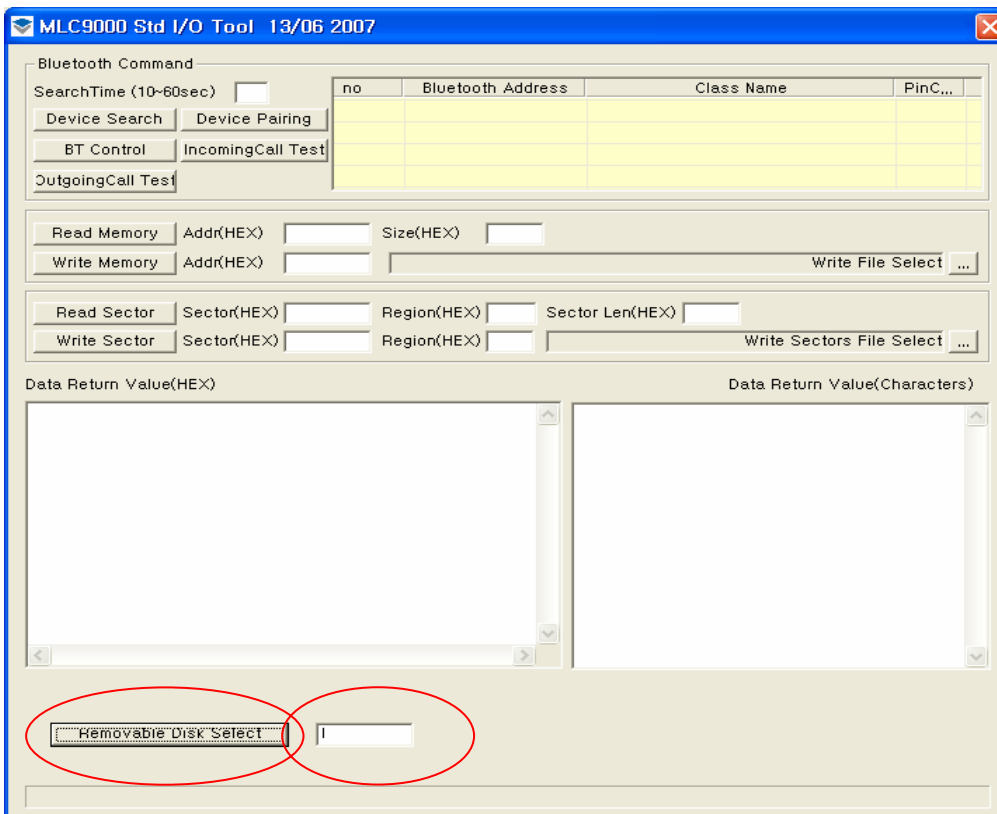 MLC9000 Std I/O Tool 13/06 2007
Bluetooth Command
SearchTime (10~60sec)
no Bluetooth Address Class Name PinC...
Device Search Device Pairing
BT Control IncomingCall Test
OutgoingCall Test
Read Memory Addr(HEX) Size(HEX)
Write Memory Addr(HEX) Write File Select ...
Read Sector Sector(HEX) Region(HEX) Sector Len(HEX)
Write Sector Sector(HEX) Region(HEX) Write Sectors File Select ...
Data Return Value(HEX) Data Return Value(Characters)
Removable Disk Select I